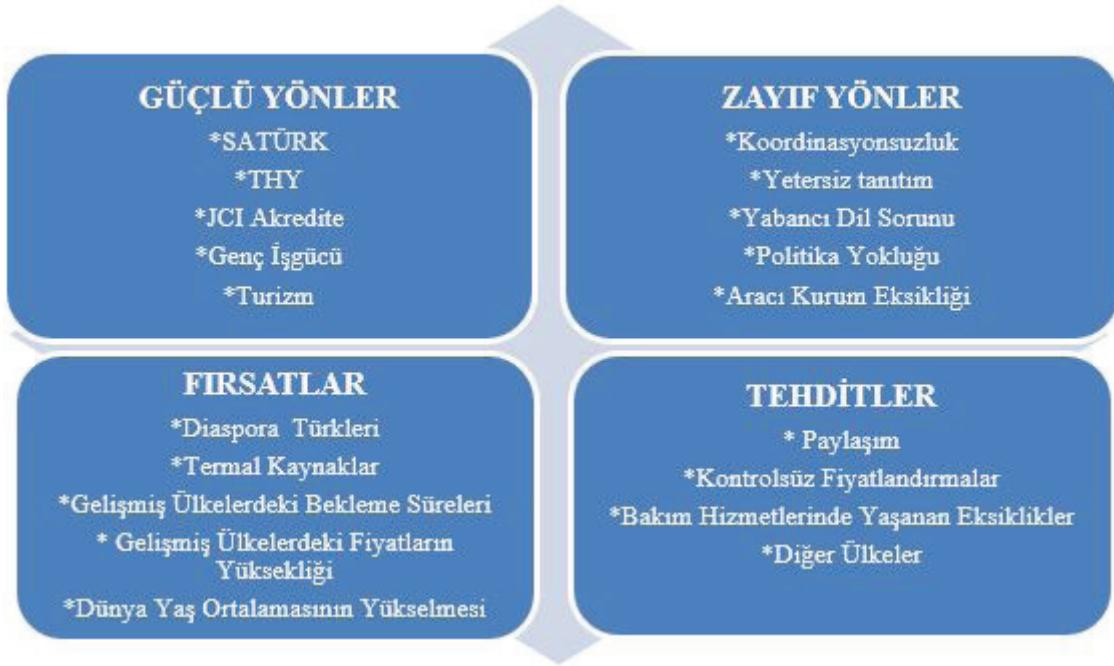 GÜÇLÜ YÖNLER
*SATÜRK
*THY
*JCI Akredite
*Genç İşgücü
*Turizm
ZAYIF YÖNLER
*Koordinasyonsuzluk
*Yetersiz tanıtım
*Yabancı Dil Sorunu
*Politika Yokluğu
*Aracı Kurum Eksikliği
FIRSATLAR
*Diaspora Türkleri
*Termal Kaynaklar
*Gelişmiş Ülkelerdeki Bekleme Süreleri
* Gelişmiş Ülkelerdeki Fiyatların
Yüksekliği
*Dünya Yaş Ortalamasının Yükselmesi
TEHDİTLER
* Paylaşım
*Kontrolsüz Fiyatlandırmalar
*Bakım Hizmetlerinde Yaşanan Eksiklikler
*Diğer Ülkeler